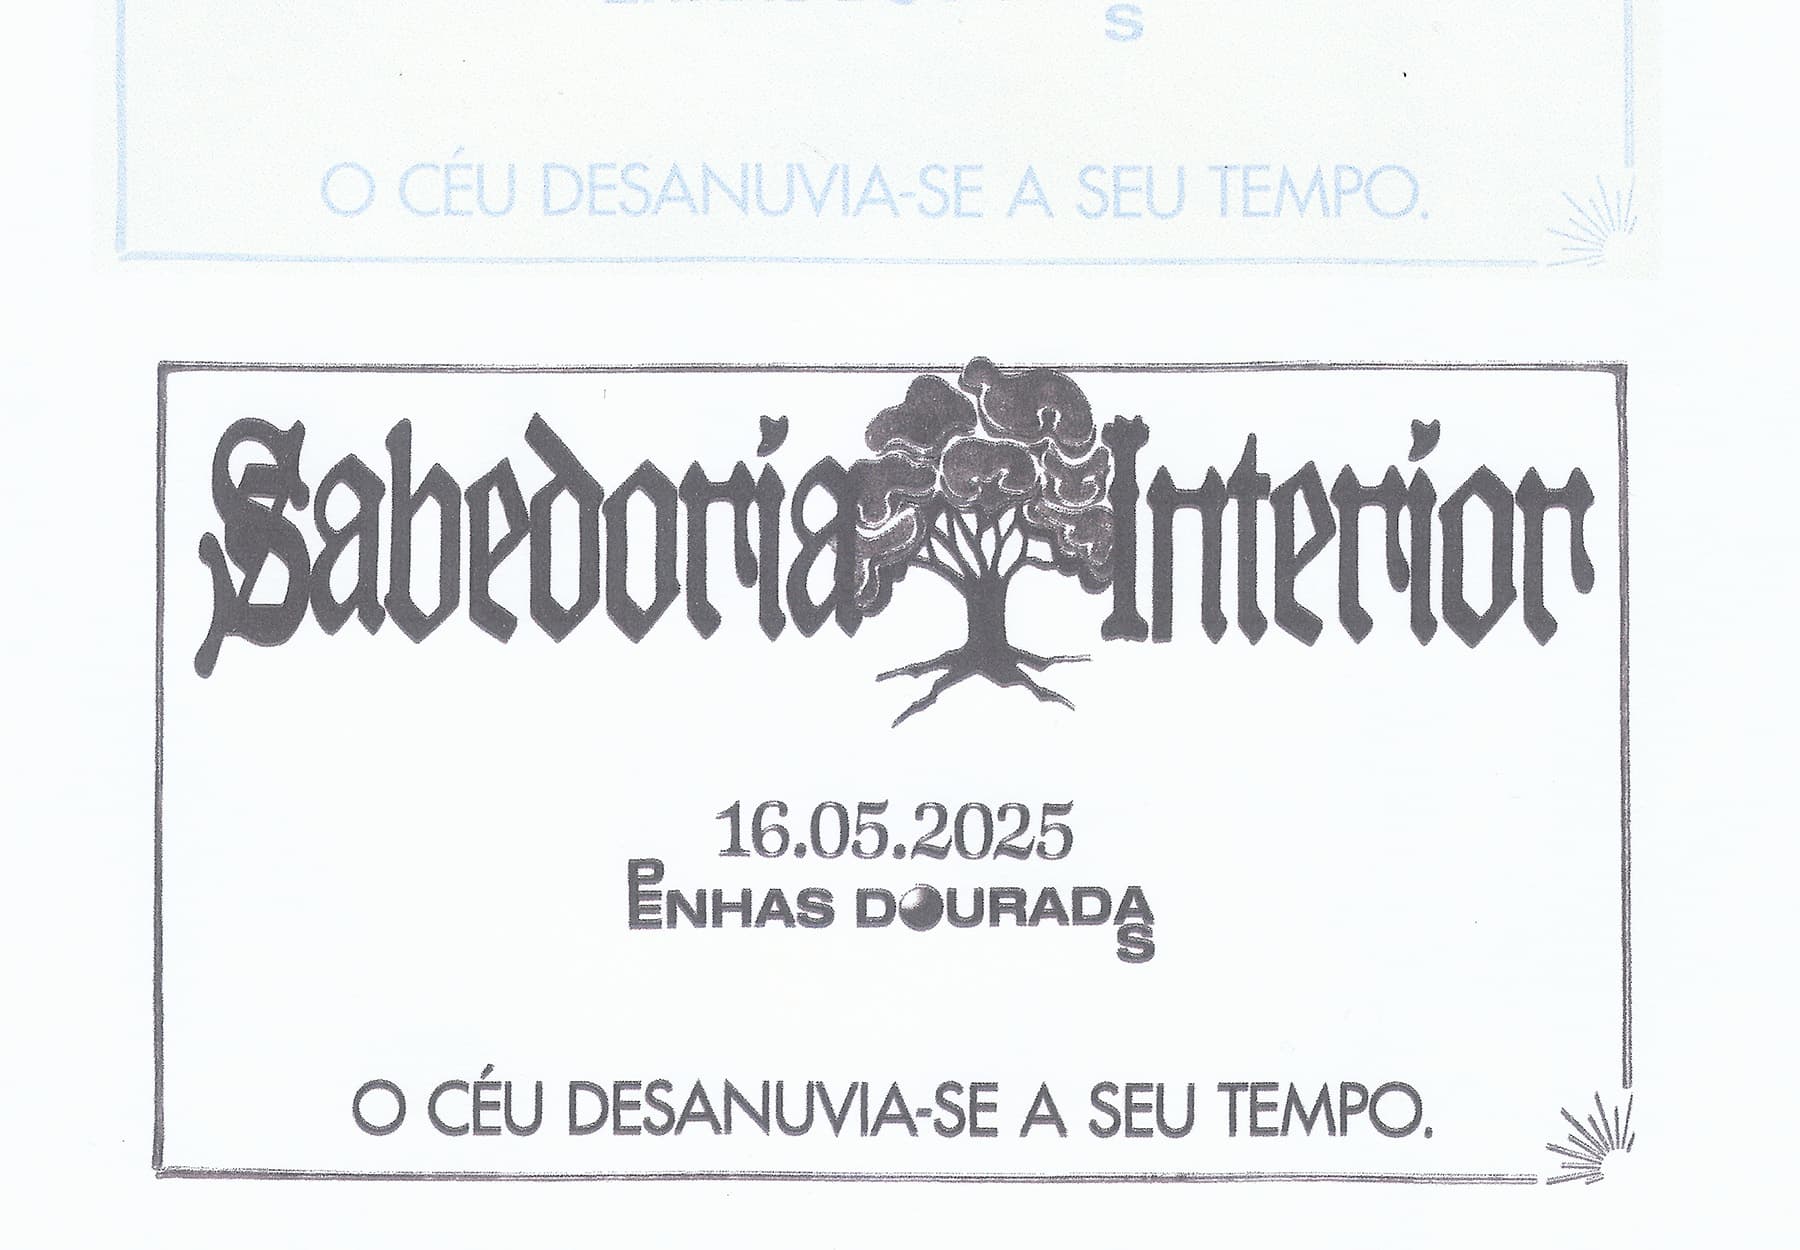 S
O CÉU DESANUVIA-SE A SEU TEMPO.
Sabedoria Interior
16.05.2025
PENHAS DOURADAS
O CÉU DESANUVIA-SE A SEU TEMPO.